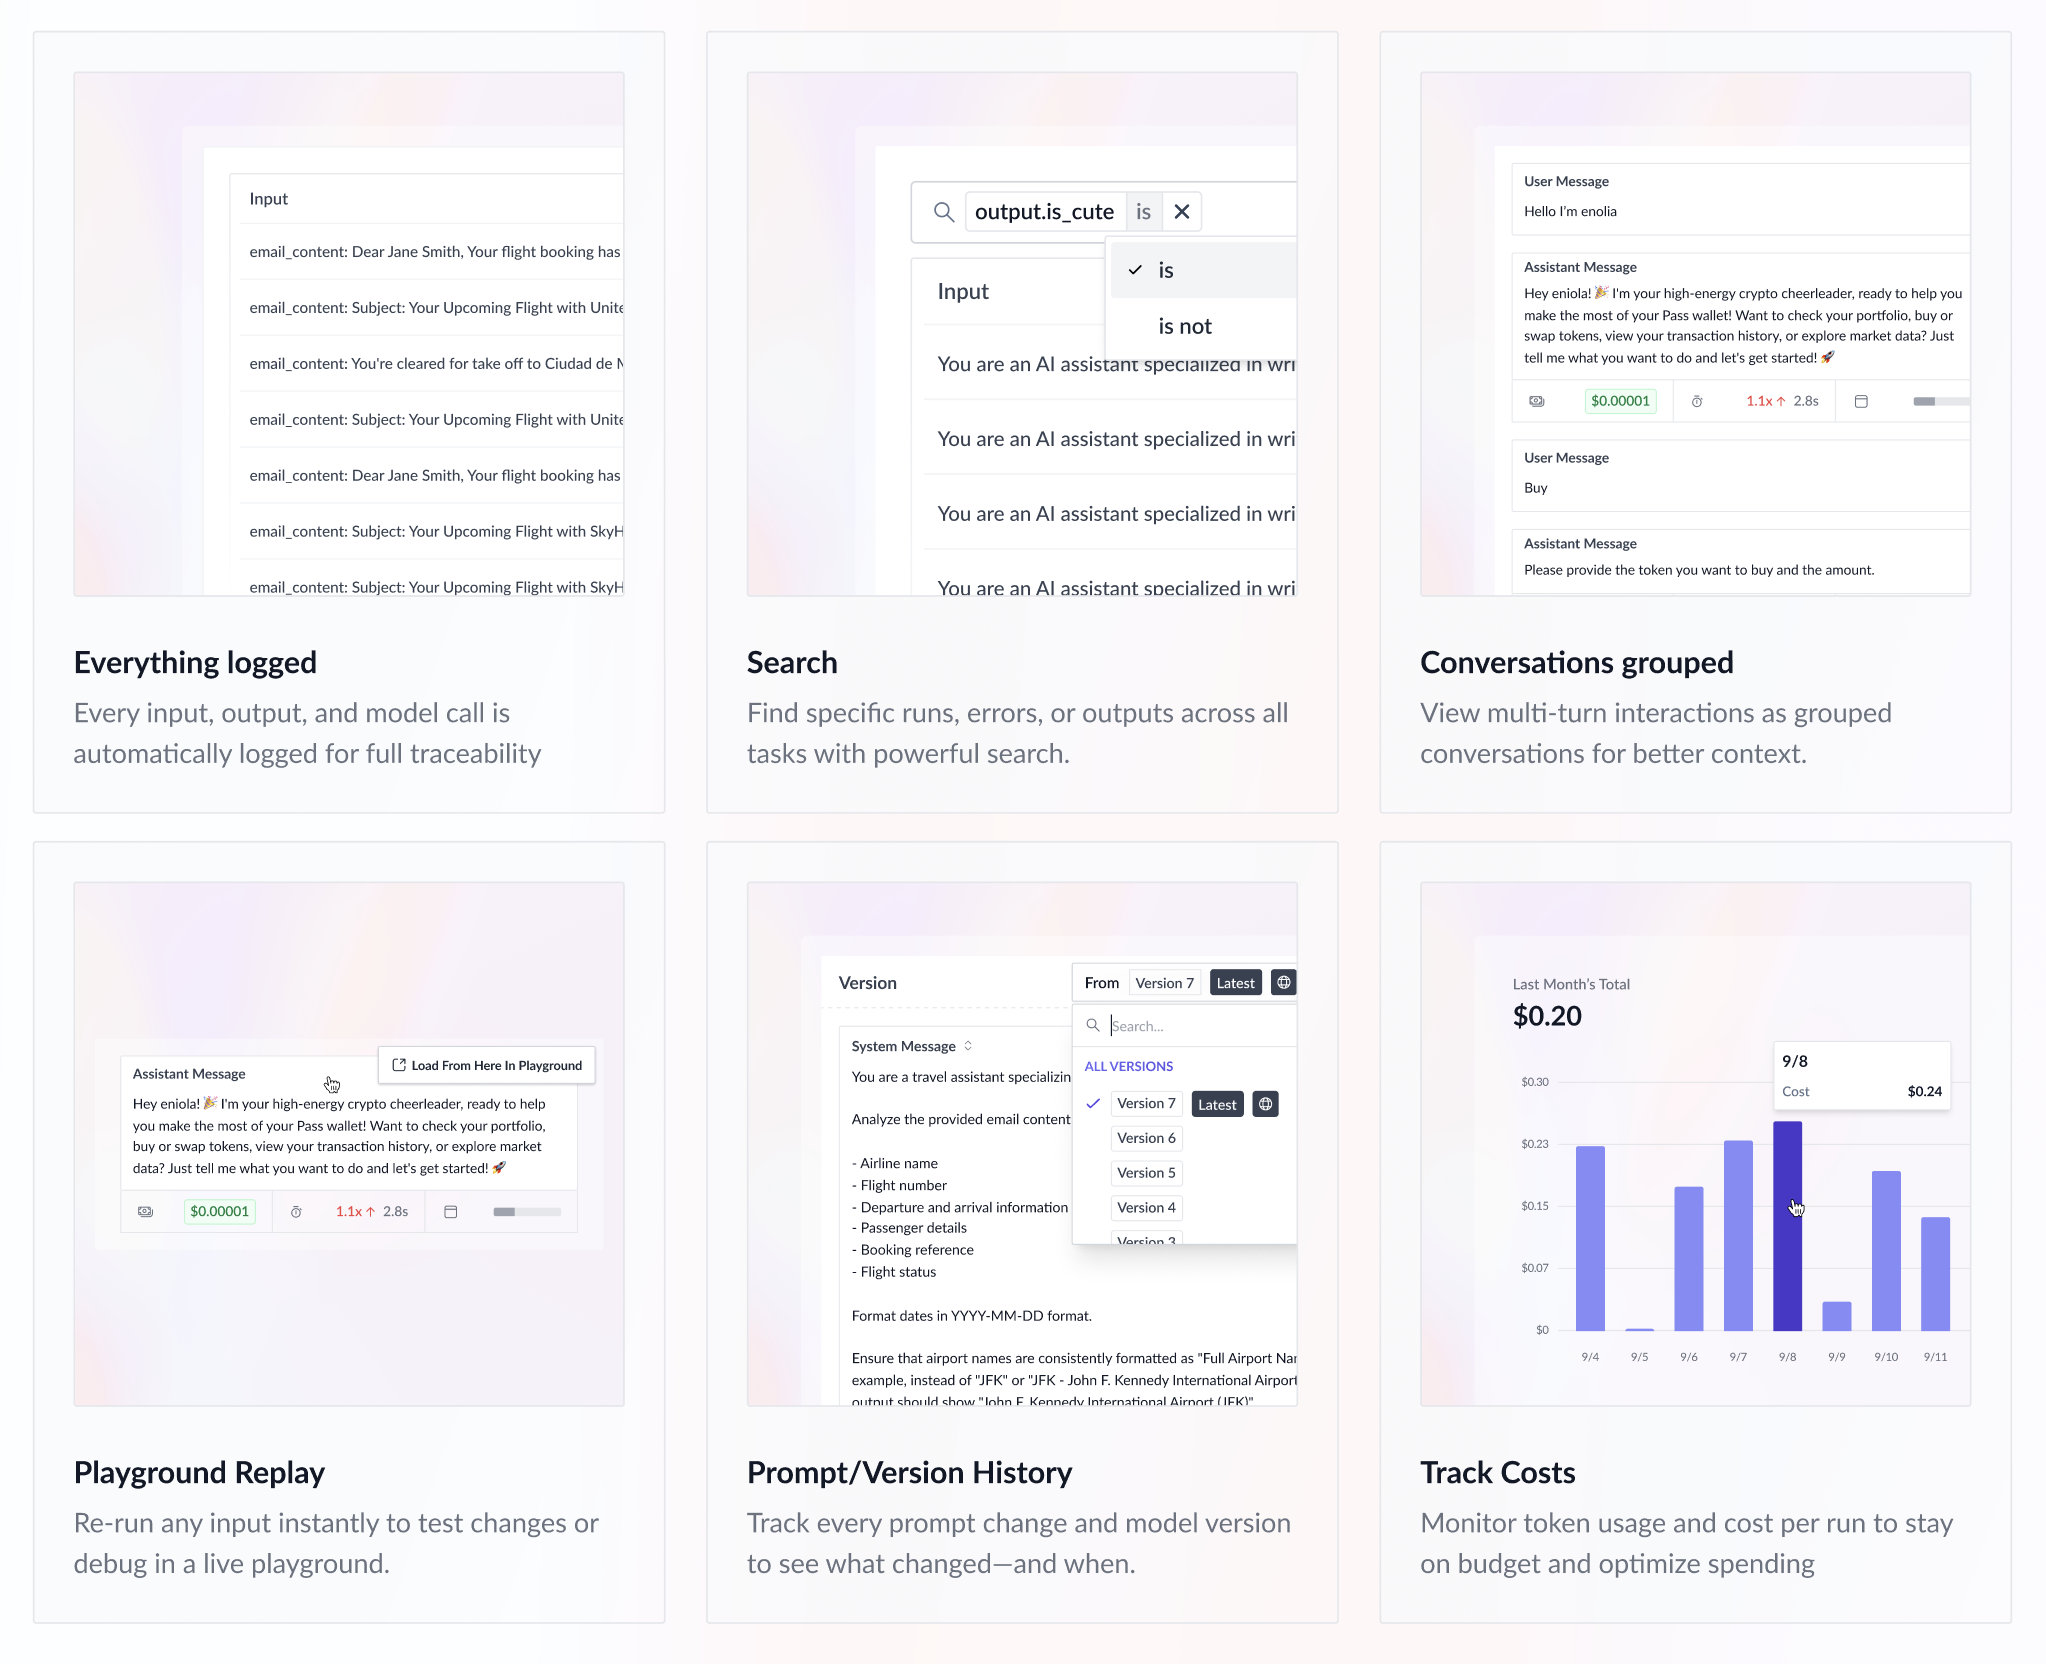 Input
email_content: Dear Jane Smith, Your flight booking has
email_content: Subject: Your Upcoming Flight with Unite
email_content: You're cleared for take off to Ciudad de M
email_content: Subject: Your Upcoming Flight with Unite
email_content: Dear Jane Smith, Your flight booking has
email_content: Subject: Your Upcoming Flight with SkyH
email_content: Subject: Your Upcoming Flight with SkyH
Everything logged
Every input, output, and model call is
automatically logged for full traceability
output.is_cute is
is
is not
Input
You are an AI assistant specialized in wri
You are an AI assistant specialized in wri
You are an AI assistant specialized in wri
You are an AI assistant specialized in wri
Search
Find specific runs, errors, or outputs across all
tasks with powerful search.
User Message
Hello I'm enolia
Assistant Message
Hey eniola! 🎉 I'm your high-energy crypto cheerleader, ready to help you
make the most of your Pass wallet! Want to check your portfolio, buy or
swap tokens, view your transaction history, or explore market data? Just
tell me what you want to do and let's get started! 🚀
$0.00001 1.1x ↑ 2.8s
User Message
Buy
Assistant Message
Please provide the token you want to buy and the amount.
Conversations grouped
View multi-turn interactions as grouped
conversations for better context.
Load From Here In Playground
Assistant Message
Hey eniola! 🎉 I'm your high-energy crypto cheerleader, ready to help
you make the most of your Pass wallet! Want to check your portfolio,
buy or swap tokens, view your transaction history, or explore market
data? Just tell me what you want to do and let's get started! 🚀
$0.00001 1.1x ↑ 2.8s
Playground Replay
Re-run any input instantly to test changes or
debug in a live playground.
Version
From Version 7 Latest
Search...
ALL VERSIONS
Version 7 Latest
Version 6
Version 5
Version 4
Version 3
System Message
You are a travel assistant specializin
Analyze the provided email content
- Airline name
- Flight number
- Departure and arrival information
- Passenger details
- Booking reference
- Flight status
Format dates in YYYY-MM-DD format.
Ensure that airport names are consistently formatted as "Full Airport Nar
example, instead of "JFK" or "JFK - John F. Kennedy International Airport
output should show "John F. Kennedy International Airport (JFK)"
Prompt/Version History
Track every prompt change and model version
to see what changed—and when.
Last Month's Total
$0.20
9/8
Cost $0.24
$0.30
$0.23
$0.15
$0.07
$0
9/4 9/5 9/6 9/7 9/8 9/9 9/10 9/11
Track Costs
Monitor token usage and cost per run to stay
on budget and optimize spending